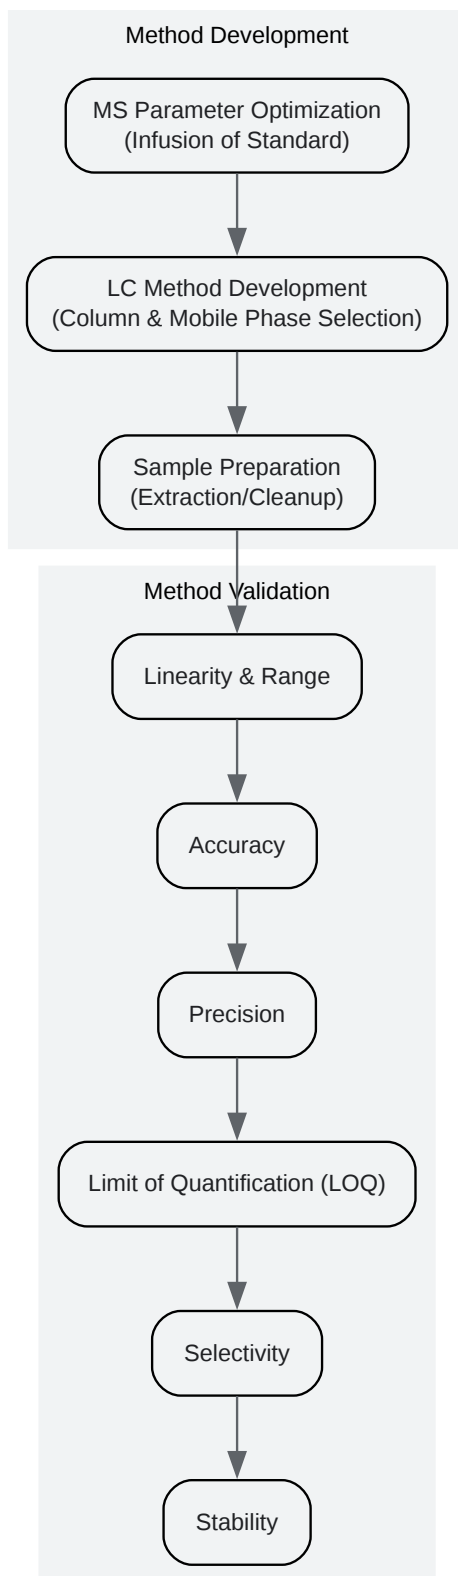 Method Development
MS Parameter Optimization
(Infusion of Standard)
LC Method Development
(Column & Mobile Phase Selection)
Sample Preparation
(Extraction/Cleanup)
Method Validation
Linearity & Range
Accuracy
Precision
Limit of Quantification (LOQ)
Selectivity
Stability